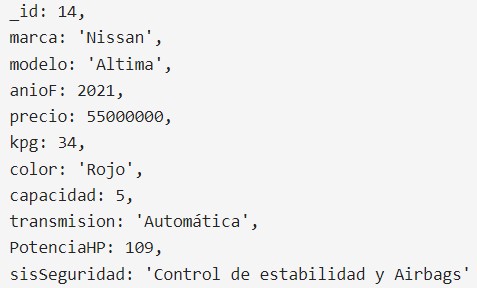 _id: 14,
marca: 'Nissan',
modelo: 'Altima',
anioF: 2021,
precio: 55000000,
kpg: 34,
color: 'Rojo',
capacidad: 5,
transmision: 'Automática',
PotenciaHP: 109,
sisSeguridad: 'Control de estabilidad y Airbags'